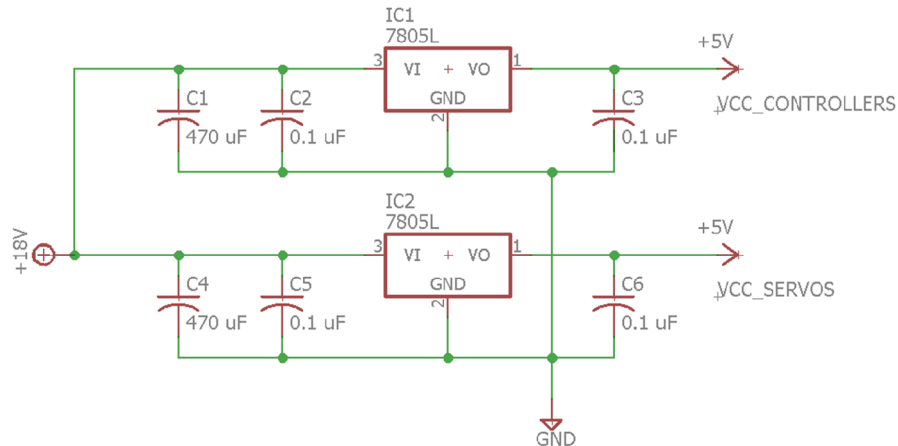 IC1
7805L
+5V
3
VI
VO
1
GND
2
C1
470 uF
C2
0.1 uF
C3
0.1 uF
VCC_CONTROLLERS
IC2
7805L
+5V
+18V
3
VI
VO
1
GND
2
C4
470 uF
C5
0.1 uF
C6
0.1 uF
VCC_SERVOS
GND